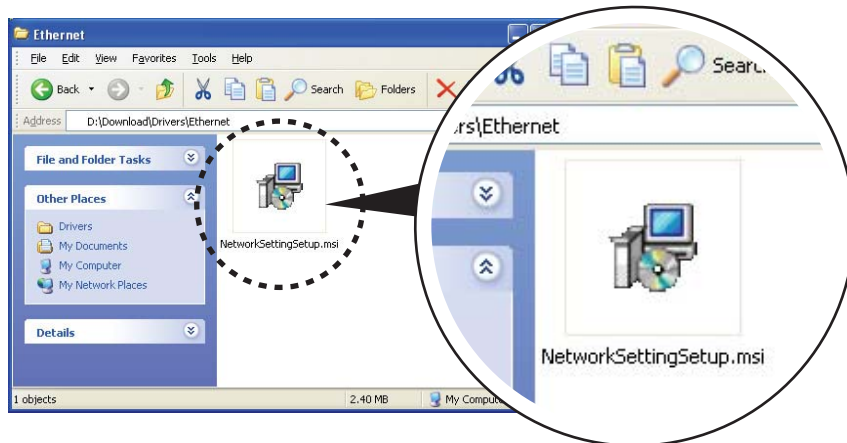 Ethernet
File Edit View Favorites Tools Help
Back Search Folders
Address D:\Download\Drivers\Ethernet
File and Folder Tasks
Other Places
Drivers
My Documents
My Computer
My Network Places
Details
NetworkSettingSetup.msi
1 objects 2.40 MB My Compute
Searc
rs\Ethernet
NetworkSettingSetup.msi